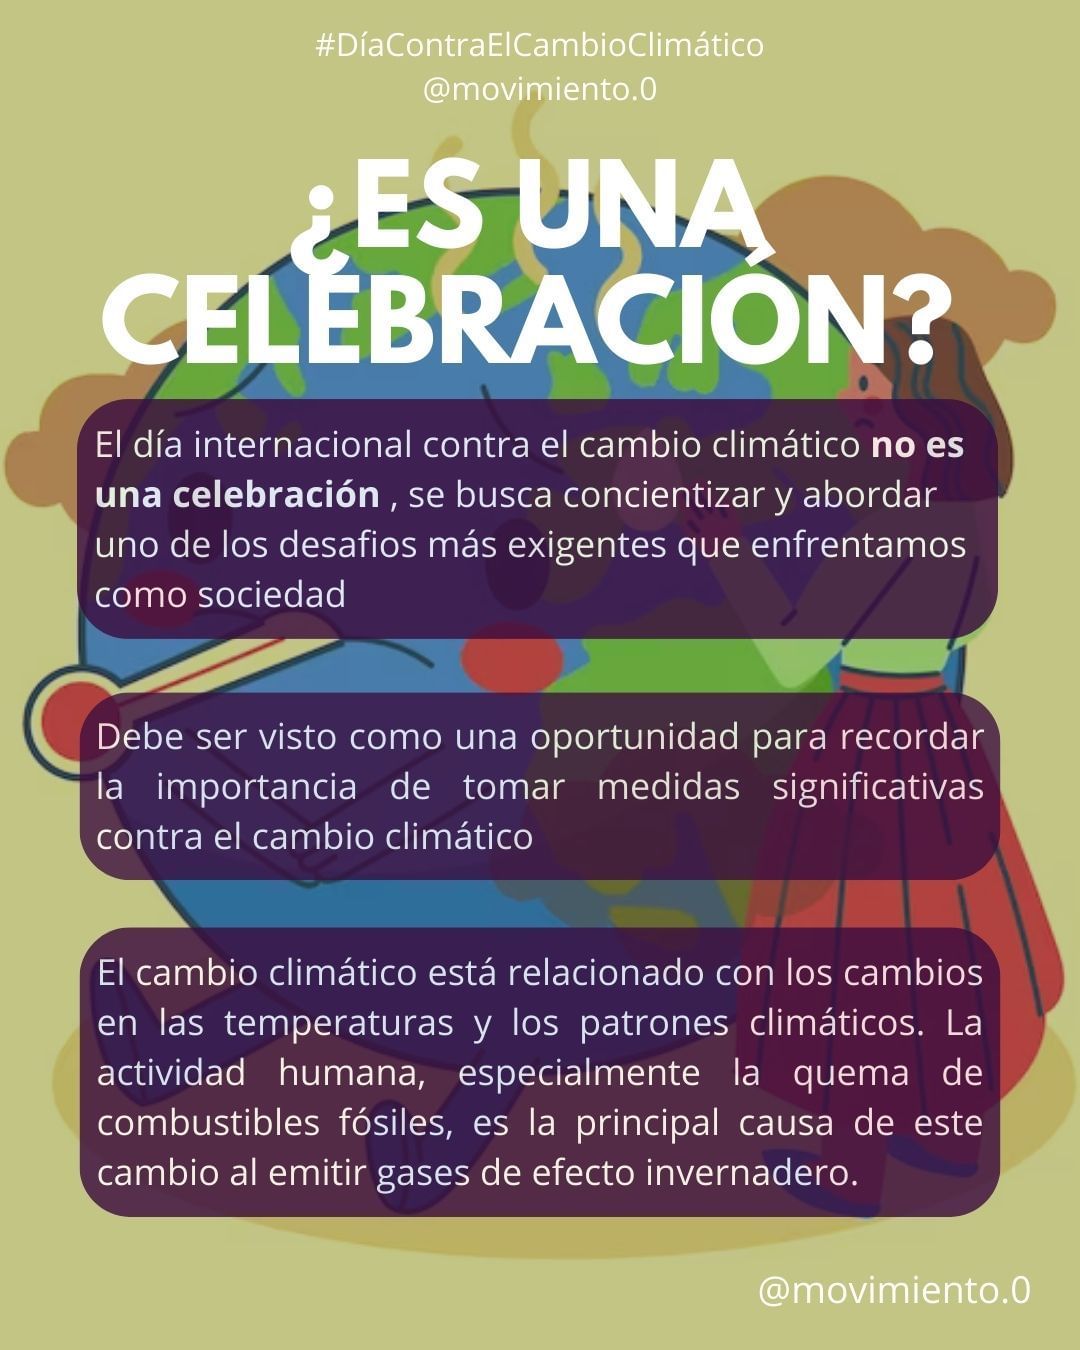 #DíaContraElCambioClimático
@movimiento.0
¿ES UNA
CELEBRACIÓN?
El día internacional contra el cambio climático no es
una celebración , se busca concientizar y abordar
uno de los desafios más exigentes que enfrentamos
como sociedad
Debe ser visto como una oportunidad para recordar
la importancia de tomar medidas significativas
contra el cambio climático
El cambio climático está relacionado con los cambios
en las temperaturas y los patrones climáticos. La
actividad humana, especialmente la quema de
combustibles fósiles, es la principal causa de este
cambio al emitir gases de efecto invernadero.
@movimiento.0